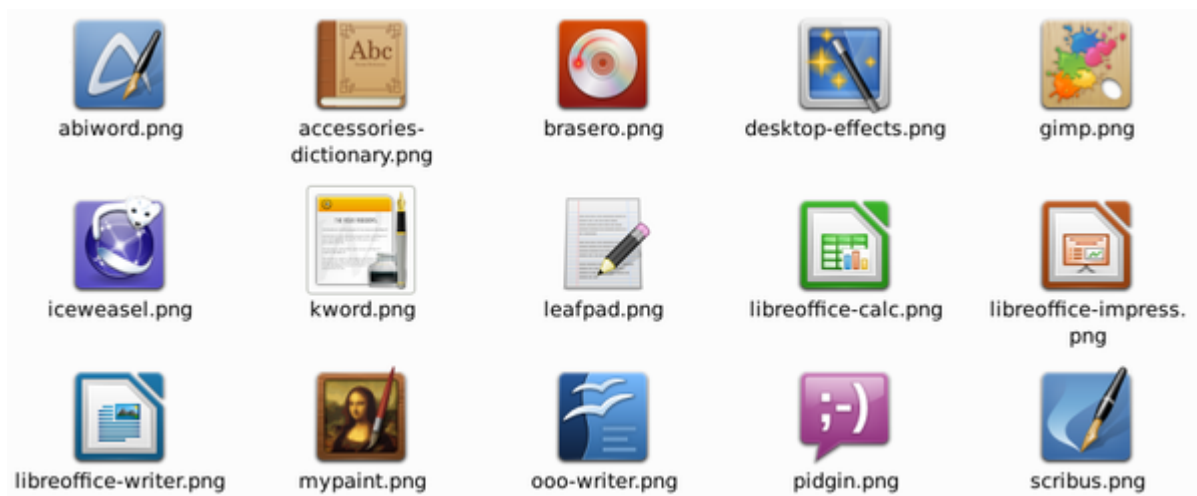 Abc
;-)
abiword.png
accessories-
dictionary.png
brasero.png
desktop-effects.png
gimp.png
iceweasel.png
kword.png
leafpad.png
libreoffice-calc.png
libreoffice-impress.
png
libreoffice-writer.png
mypaint.png
ooo-writer.png
pidgin.png
scribus.png